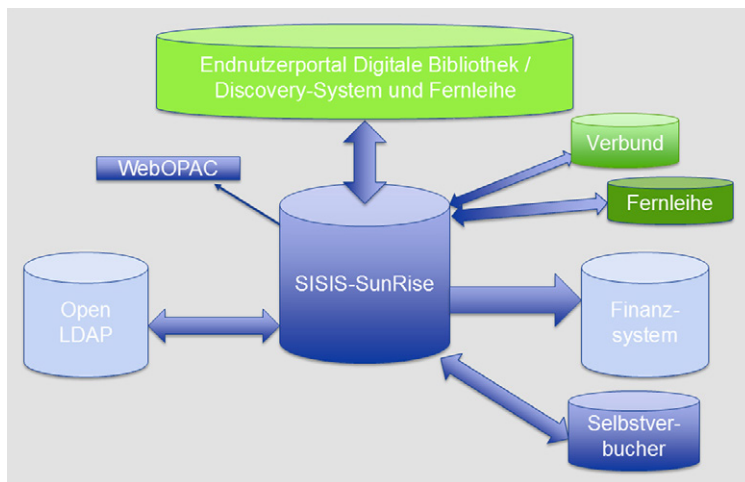 Endnutzerportal Digitale Bibliothek /
Discovery-System und Fernleihe
Verbund
WebOPAC
Fernleihe
SISIS-SunRise
Open
LDAP
Finanz-
system
Selbstver-
bucher